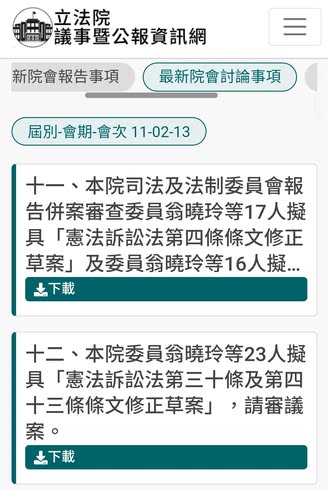 立法院
議事暨公報資訊網
新院會報告事項
最新院會討論事項
屆別-會期-會次 11-02-13
十一、本院司法及法制委員會報
告併案審查委員翁曉玲等17人擬
具「憲法訴訟法第四條條文修正
草案」及委員翁曉玲等16人擬...
下載
十二、本院委員翁曉玲等23人擬
具「憲法訴訟法第三十條及第四
十三條條文修正草案」，請審議
案。
下載